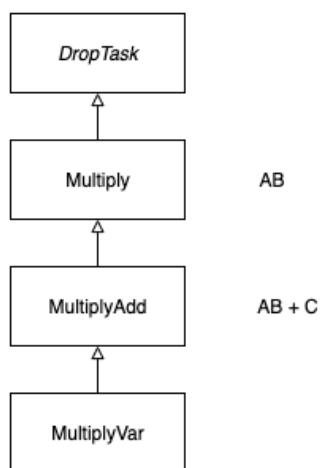 DropTask
Multiply
AB
MultiplyAdd
AB + C
MultiplyVar